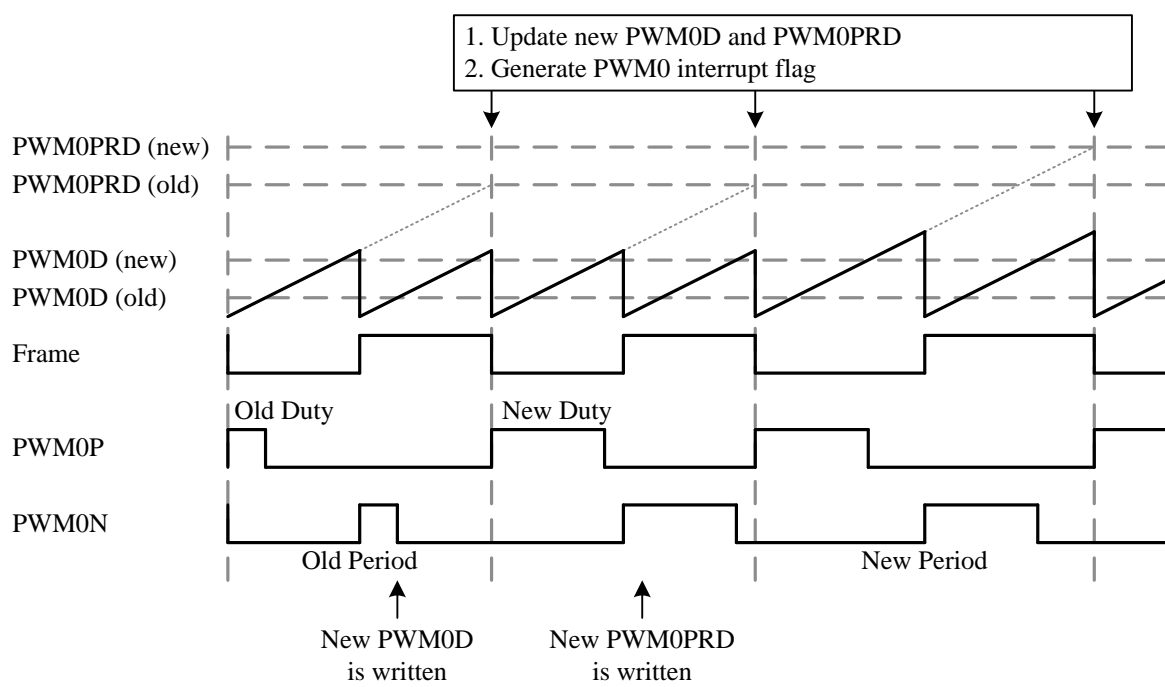 1. Update new PWM0D and PWM0PRD
2. Generate PWM0 interrupt flag
PWM0PRD (new)
PWM0PRD (old)
PWM0D (new)
PWM0D (old)
Frame
Old Duty
New Duty
PWM0P
PWM0N
Old Period
New Period
New PWM0D
is written
New PWM0PRD
is written